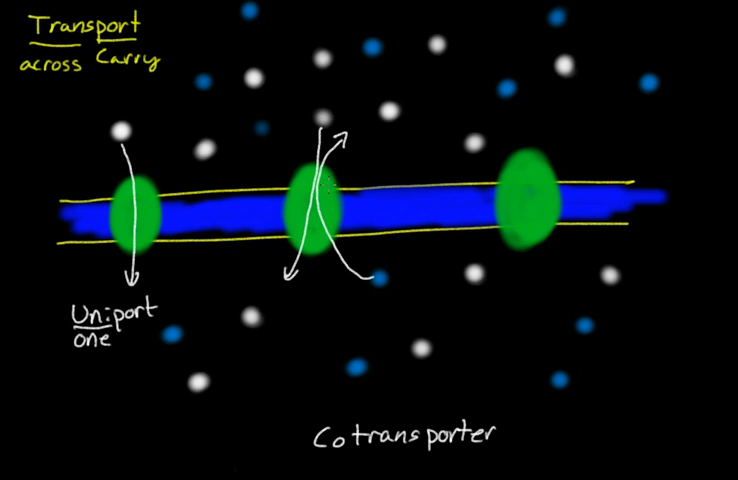 Transport
across Carry
Uniport
one
Cotransporter